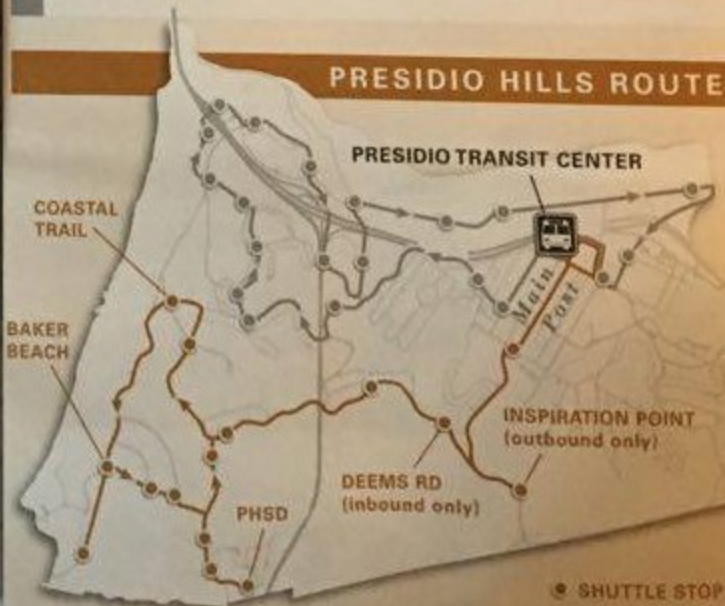 PRESIDIO HILLS ROUTE
PRESIDIO TRANSIT CENTER
COASTAL
TRAIL
Main
Post
BAKER
BEACH
INSPIRATION POINT
(outbound only)
DEEMS RD
(inbound only)
PHSD
SHUTTLE STOP